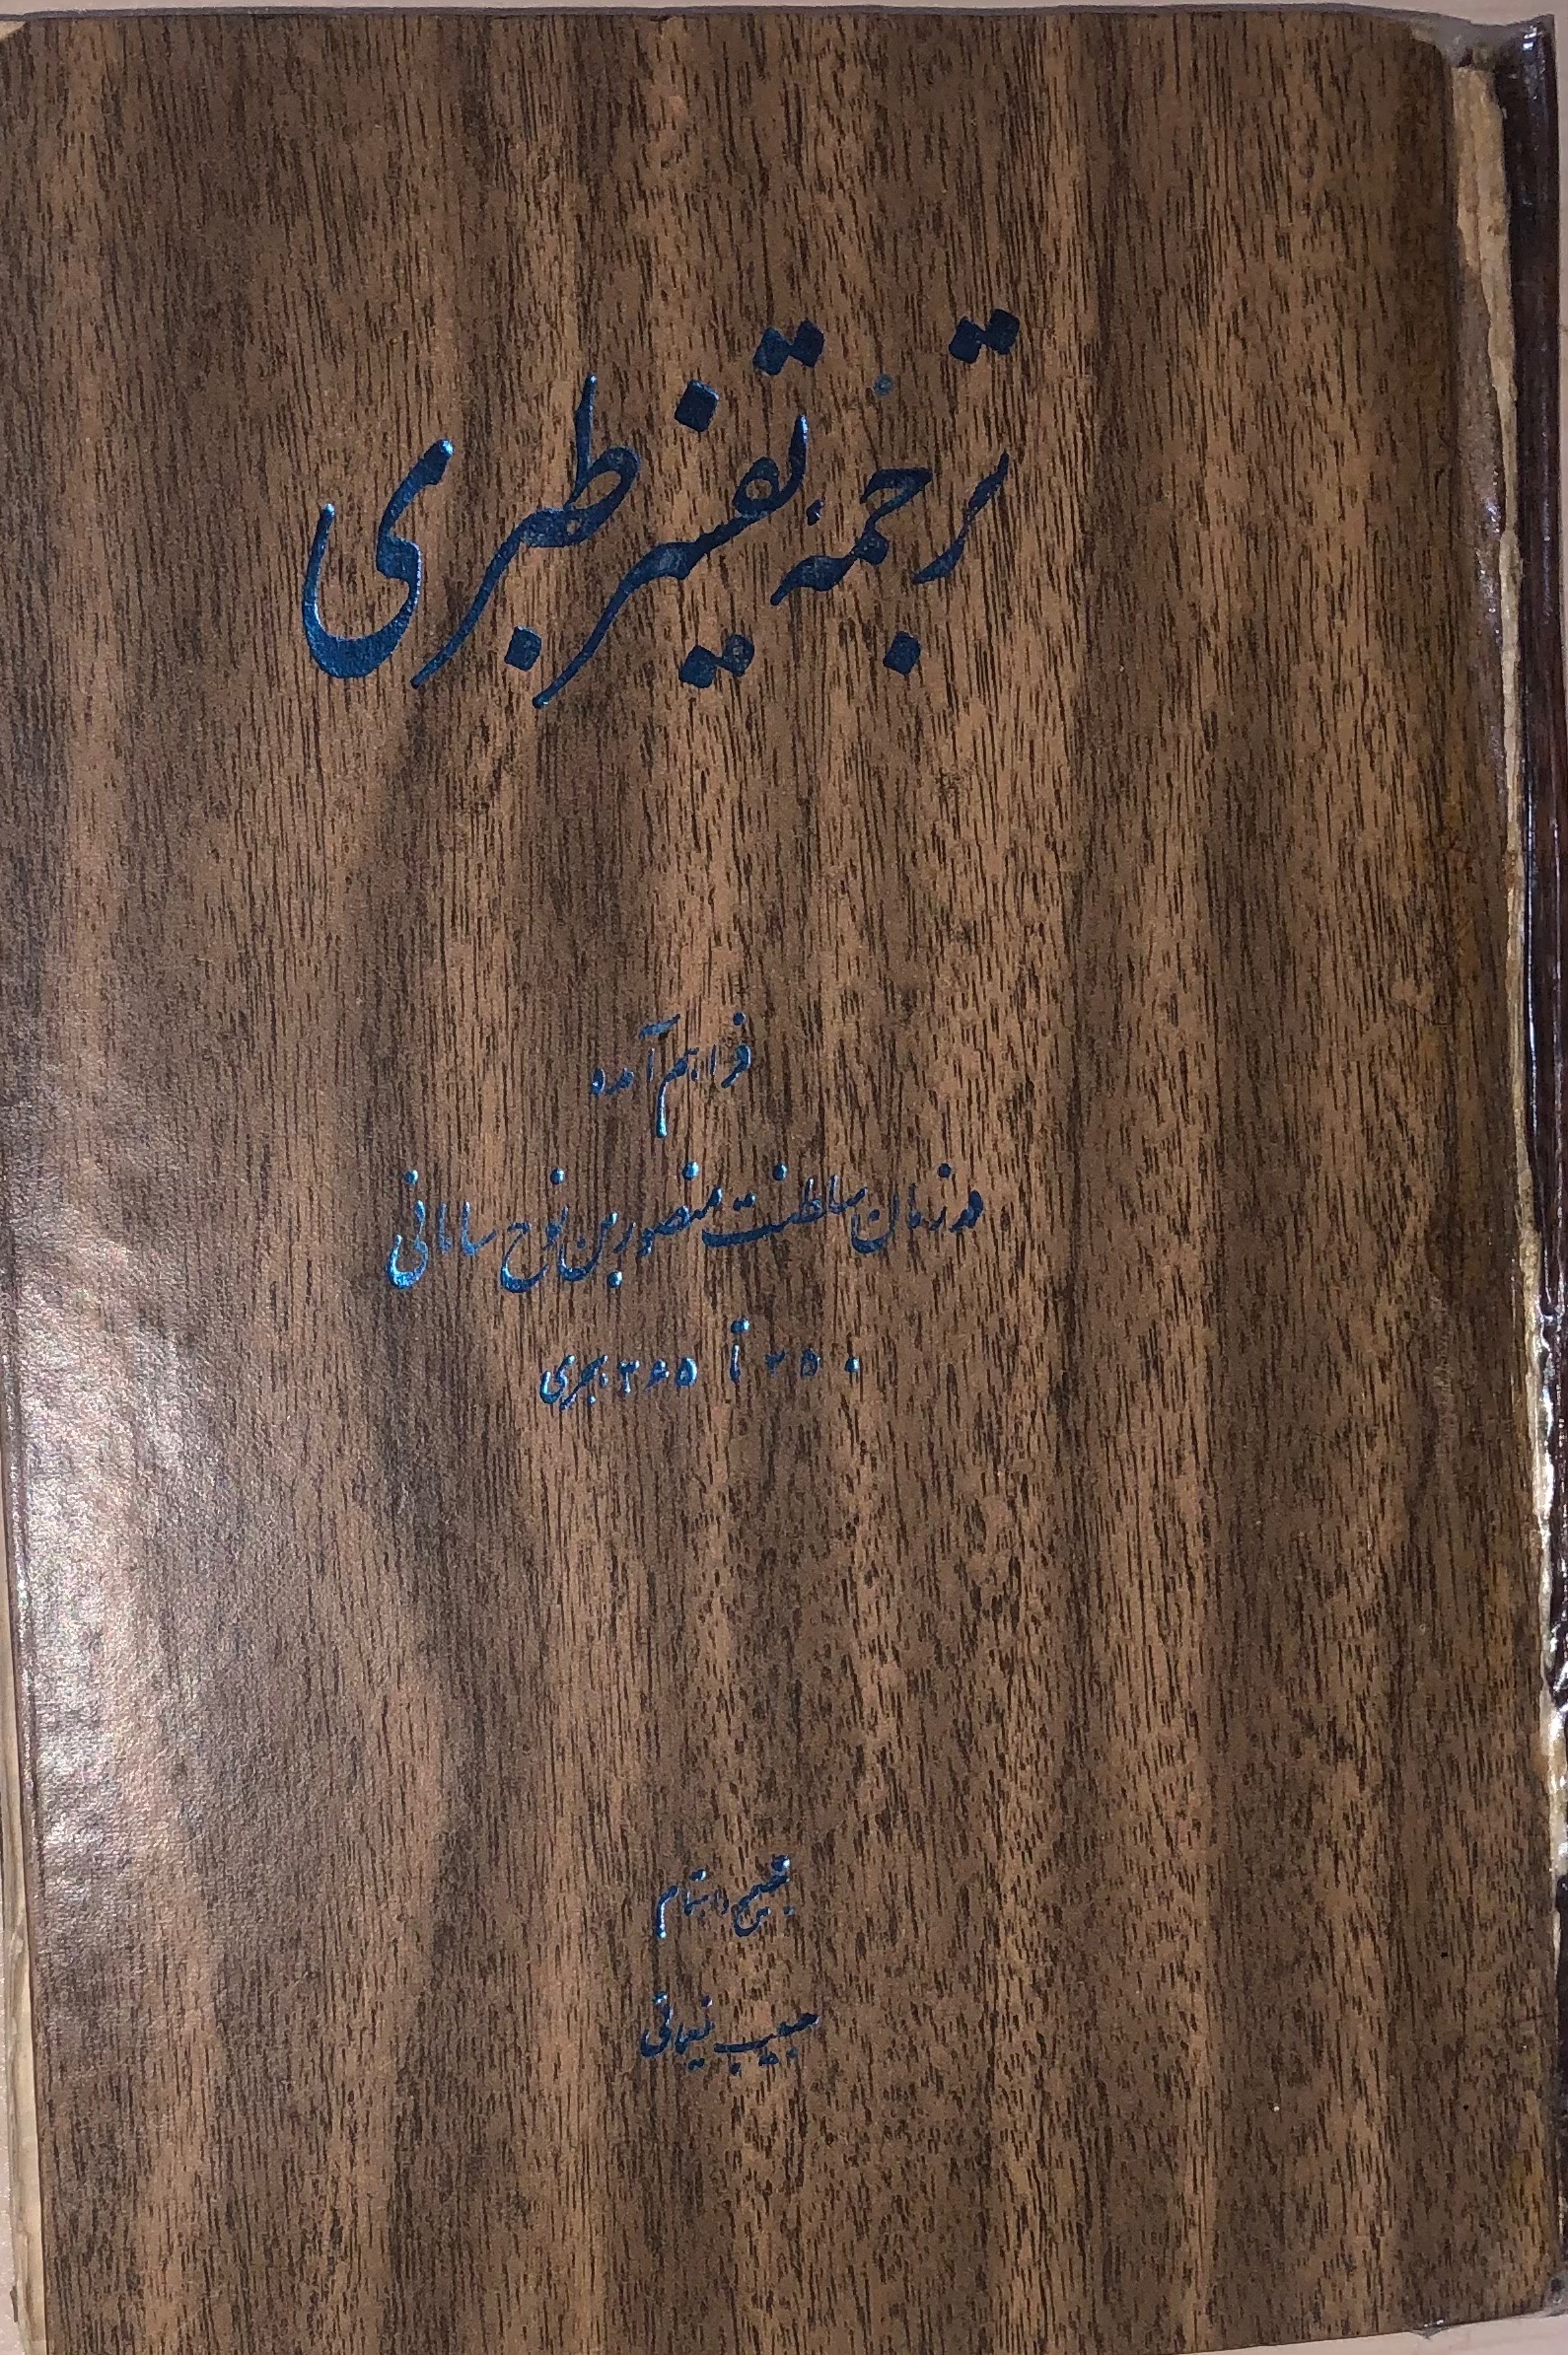 ترجمهٔ تفسیر طبری
فراهم آمده
در زمان سلطنت منصور بن نوح سامانی
۳۵۰ تا ۳۶۵ هجری
بتصحیح و اهتمام
حبیب یغمائی